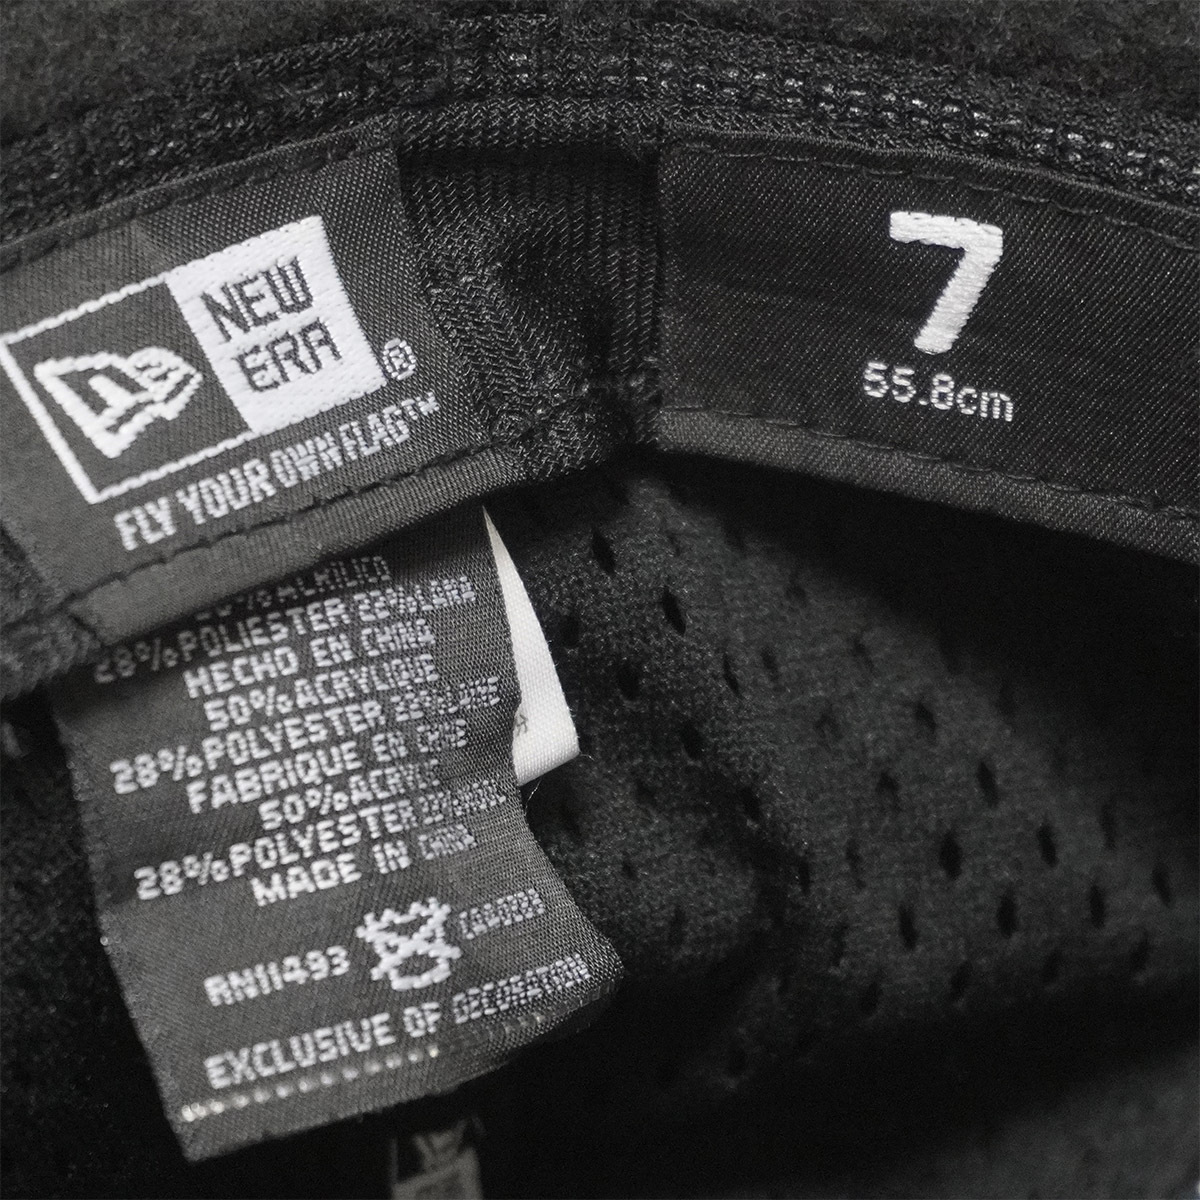 NEW
ERA
®
FLY YOUR OWN FLAG™
7
55.8cm
28%POLIESTER
HECHO EN CHINA
50%ACRYLIQUE
28%POLYESTER
FABRIQUE EN
50%ACRYLIC
28%POLYESTER
MADE IN CHINA
RN11493
EXCLUSIVE OF DECORATION